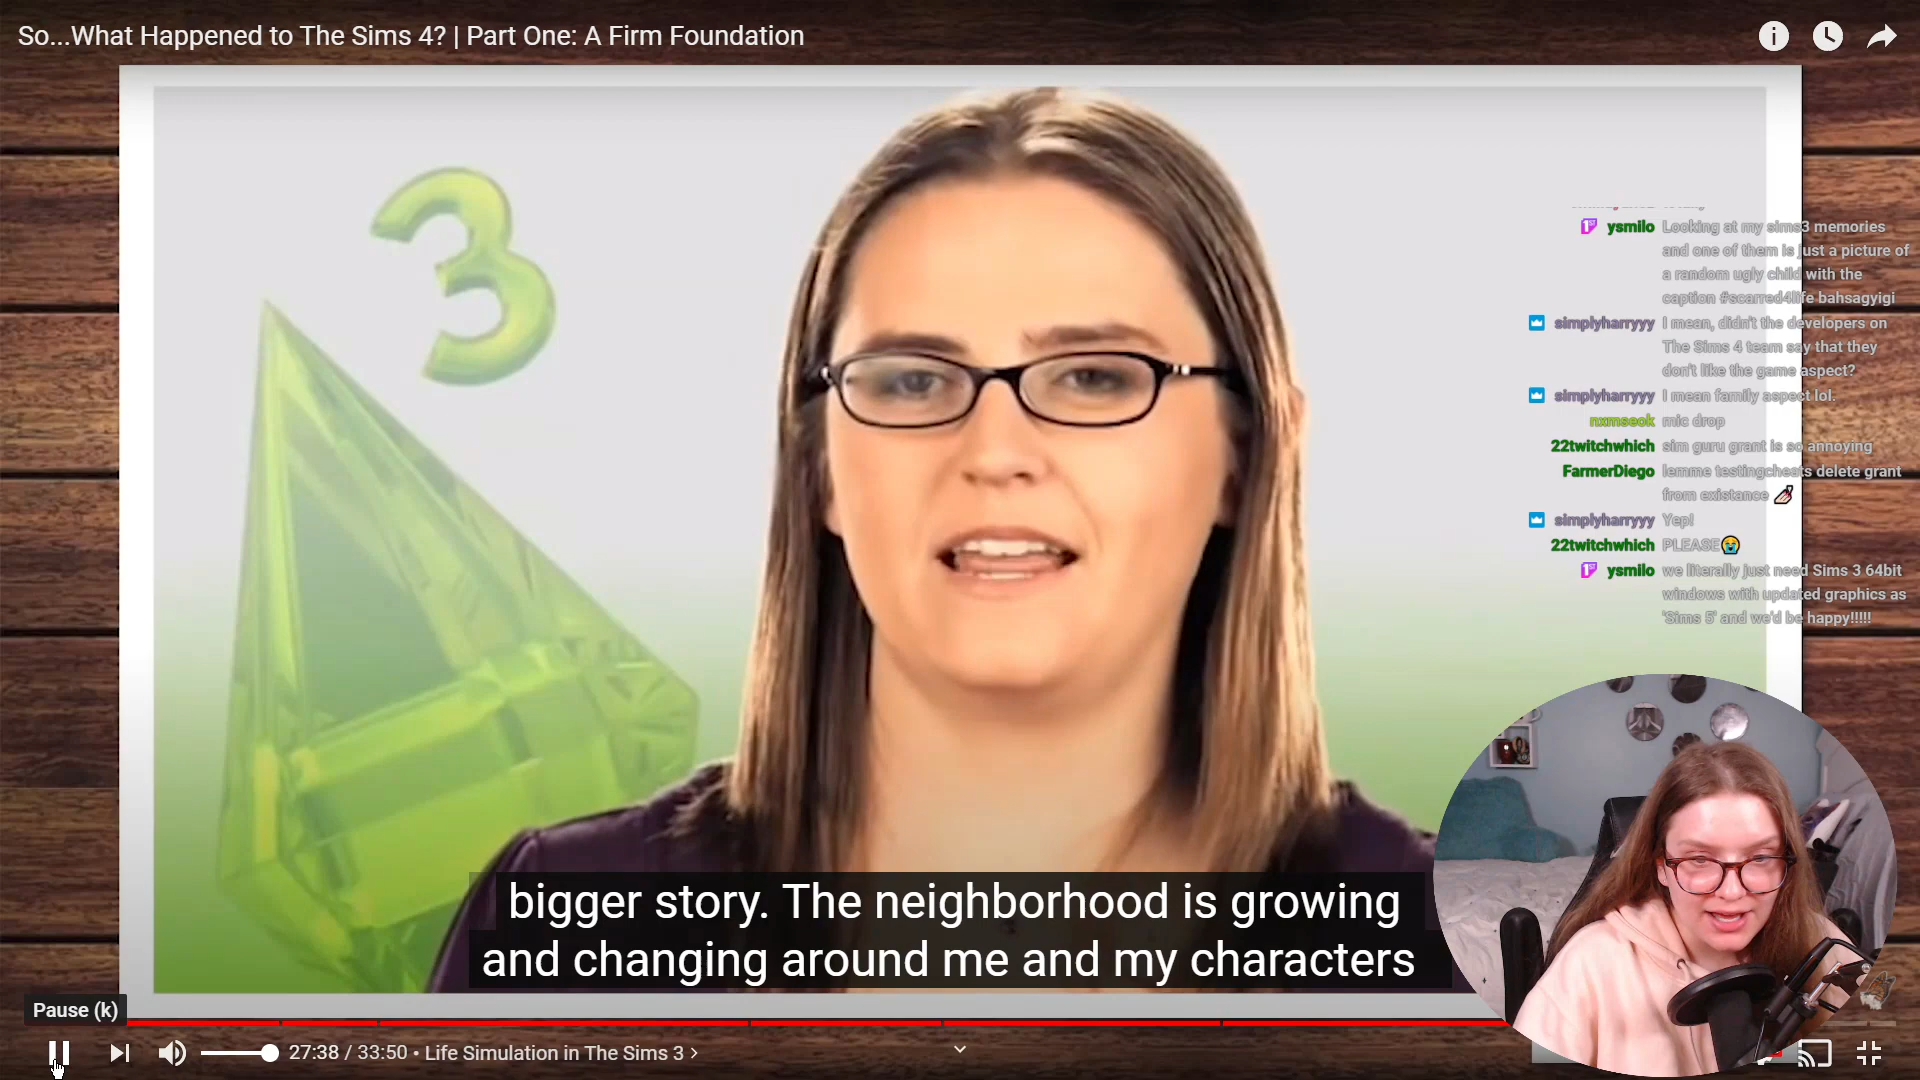 So...What Happened to The Sims 4? | Part One: A Firm Foundation
3
ysmilo Looking at my sims3 memories
and one of them is just a picture of
a random ugly child with the
caption #scarred4life bahsagyigi
simplyharryyy I mean, didn't the developers on
The Sims 4 team say that they
don't like the game aspect?
simplyharryyy I mean family aspect lol.
nxmseok mic drop
22twitchwhich sim guru grant is so annoying
FarmerDiego lemme testingcheats delete grant
from existance
simplyharryyy Yep!
22twitchwhich PLEASE
ysmilo we literally just need Sims 3 64bit
windows with updated graphics as
'Sims 5' and we'd be happy!!!!!
bigger story. The neighborhood is growing
and changing around me and my characters
Pause (k)
27:38 / 33:50 • Life Simulation in The Sims 3 >